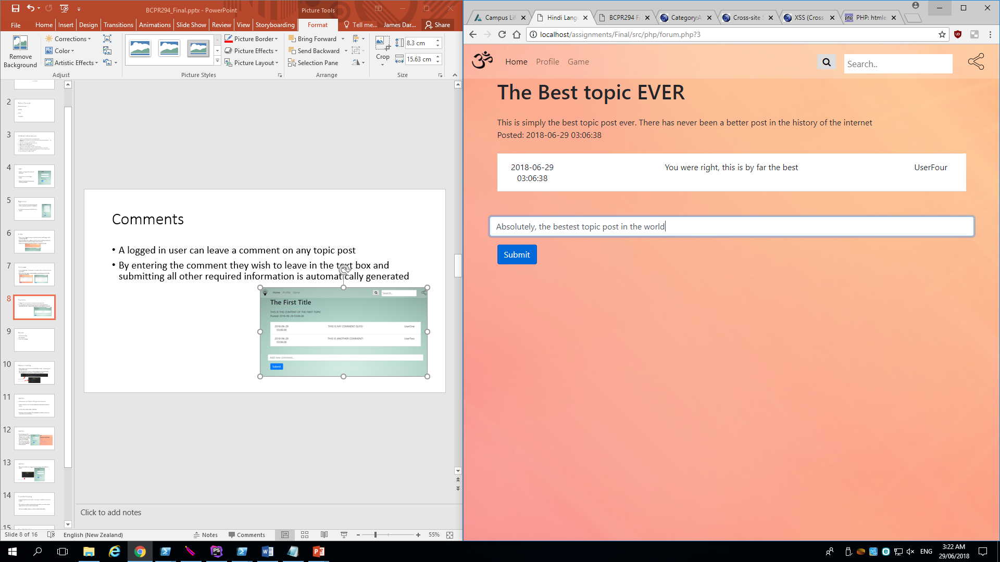 BCPR294_Final.pptx - PowerPoint
Picture Tools
File
Home
Insert
Design
Transitions
Animations
Slide Show
Review
View
Storyboarding
Format
Tell me...
James Dar...
Share
Remove Background
Corrections
Color
Artistic Effects
Adjust
Picture Styles
Picture Border
Picture Effects
Picture Layout
Bring Forward
Send Backward
Selection Pane
Arrange
Crop
8.3 cm
15.63 cm
Size
2
3
4
5
6
7
8
9
10
11
12
13
14
15
Comments
• A logged in user can leave a comment on any topic post
• By entering the comment they wish to leave in the text box and
submitting all other required information is automatically generated
Home Profile Game
Search..
The First Title
THIS IS THE CONTENT OF THE FIRST TOPIC
Posted: 2018-06-29 03:06:38
2018-06-29 03:06:38 THIS IS MY COMMENT GUYS! UserOne
2018-06-29 03:06:38 THIS IS ANOTHER COMMENT! UserTwo
Add new comment...
Submit
Click to add notes
Slide 8 of 16
English (New Zealand)
Notes
Comments
55%
Campus Lif
Hindi Lang
BCPR294 Fi
Category:A
Cross-site S
XSS (Cross
PHP: htmle
localhost/assignments/Final/src/php/forum.php?3
Home Profile Game
Search..
The Best topic EVER
This is simply the best topic post ever. There has never been a better post in the history of the internet
Posted: 2018-06-29 03:06:38
2018-06-29 You were right, this is by far the best UserFour
03:06:38
Absolutely, the bestest topic post in the world
Submit
ENG
3:22 AM
29/06/2018